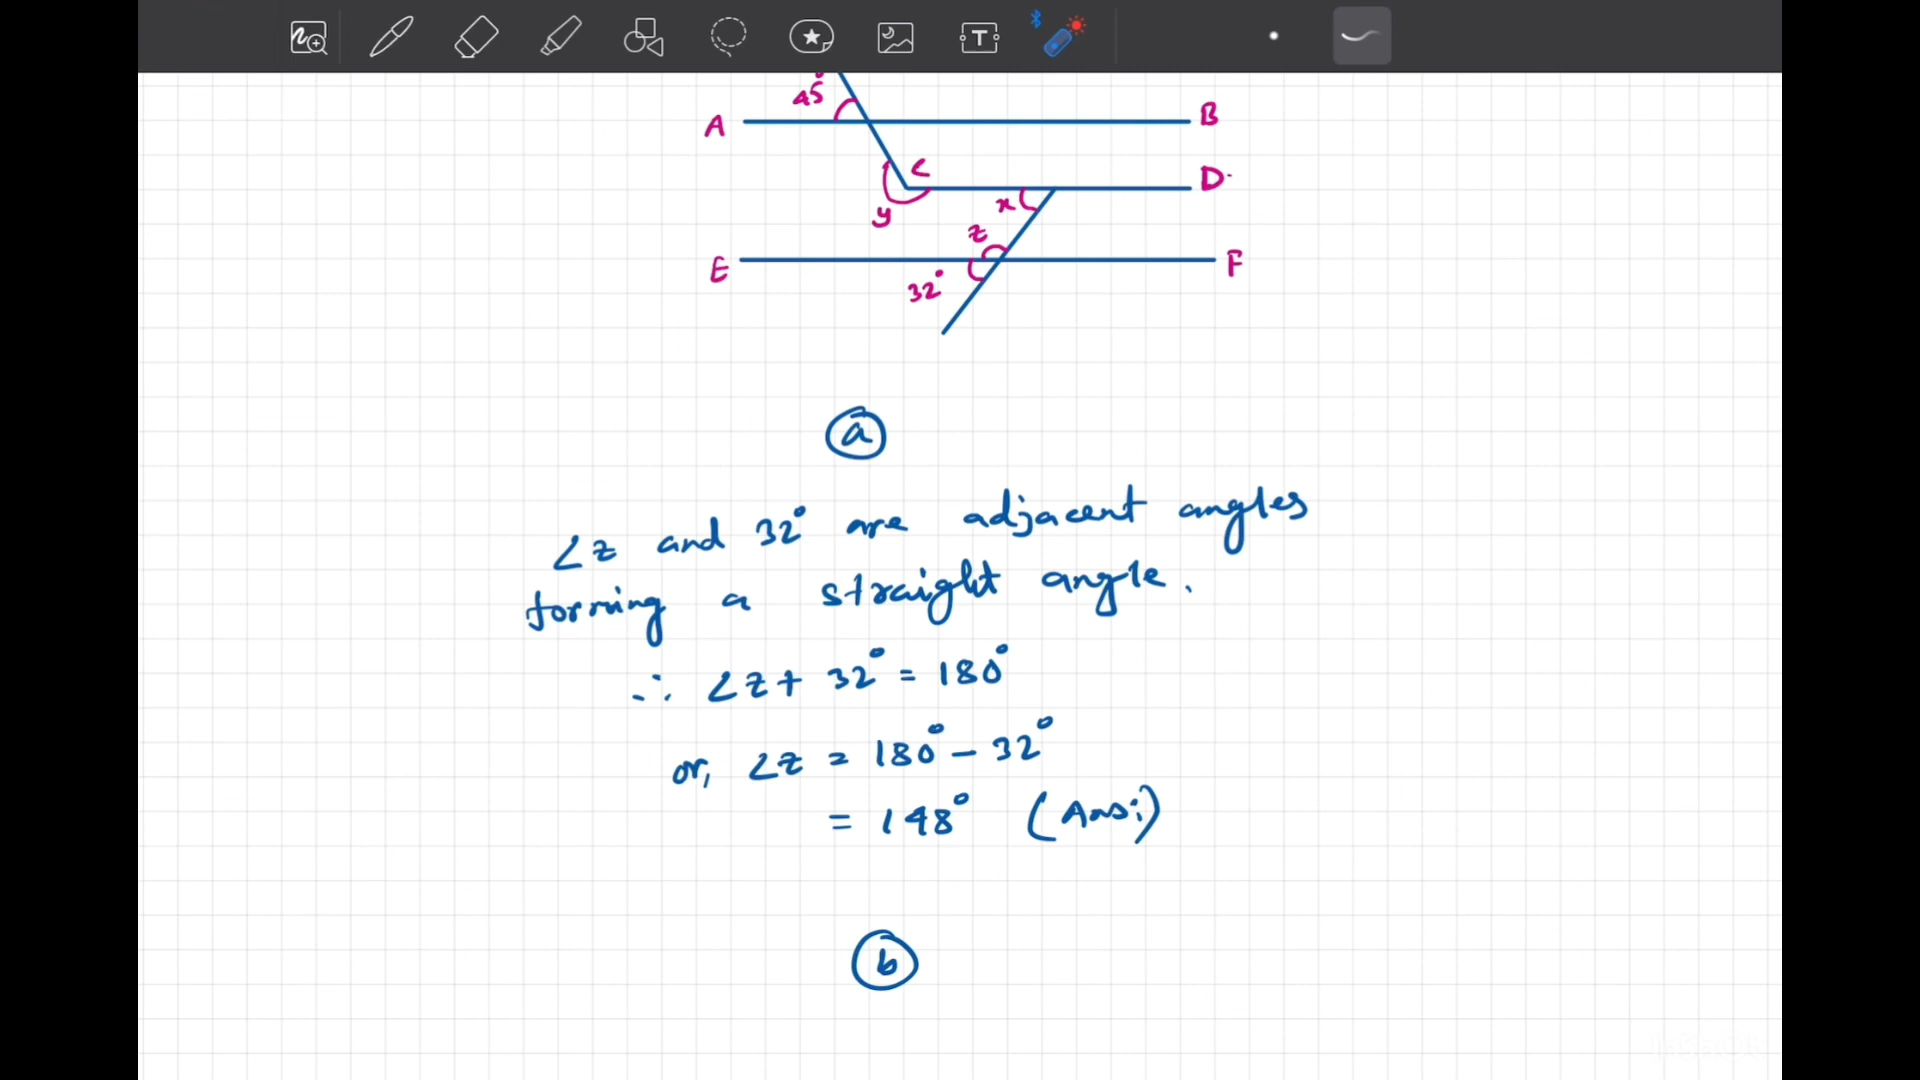 45°
A B
C
D
y x
z
E F
32°
a
∠z and 32° are adjacent angles
forming a straight angle.
∴ ∠z + 32° = 180°
or, ∠z = 180° - 32°
= 148° (Ans:)
b